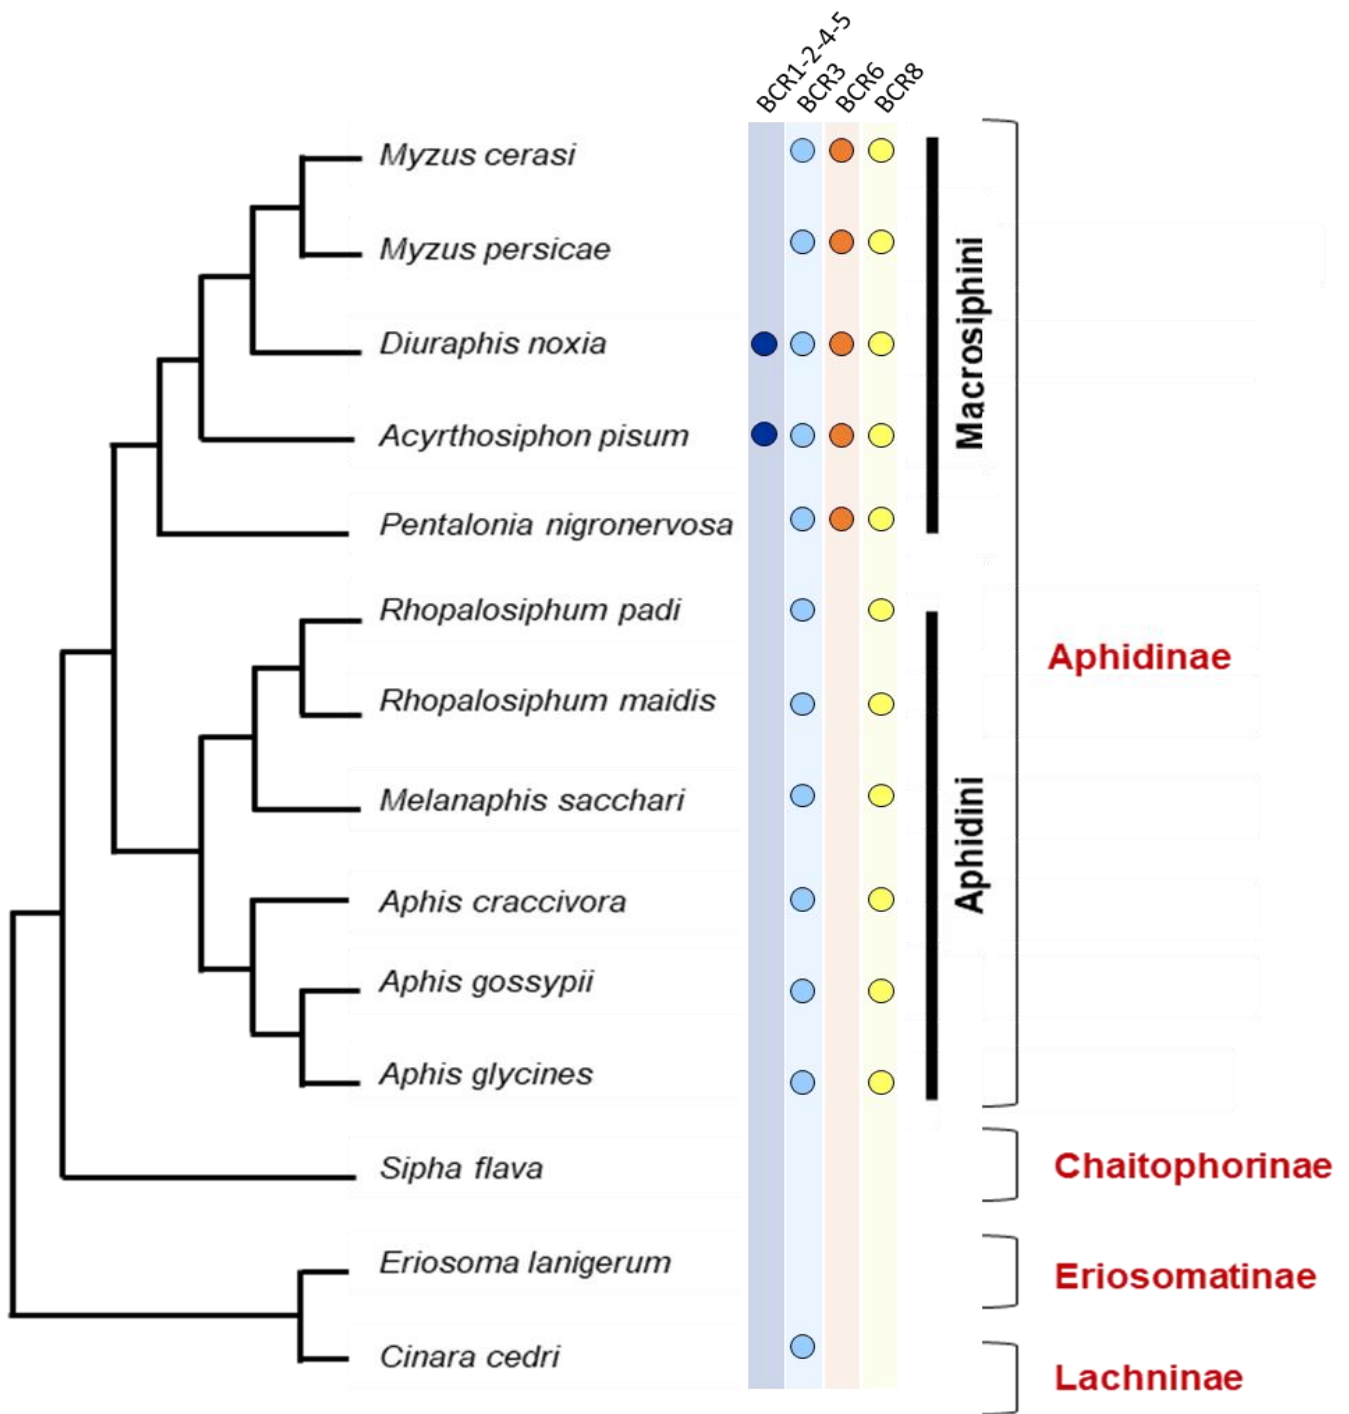 BCR1-2-4-5
BCR3
BCR6
BCR8
Myzus cerasi
Myzus persicae
Diuraphis noxia
Acyrthosiphon pisum
Pentalonia nigronervosa
Macrosiphini
Rhopalosiphum padi
Rhopalosiphum maidis
Melanaphis sacchari
Aphis craccivora
Aphis gossypii
Aphis glycines
Aphidini
Aphidinae
Sipha flava
Chaitophorinae
Eriosoma lanigerum
Eriosomatinae
Cinara cedri
Lachninae